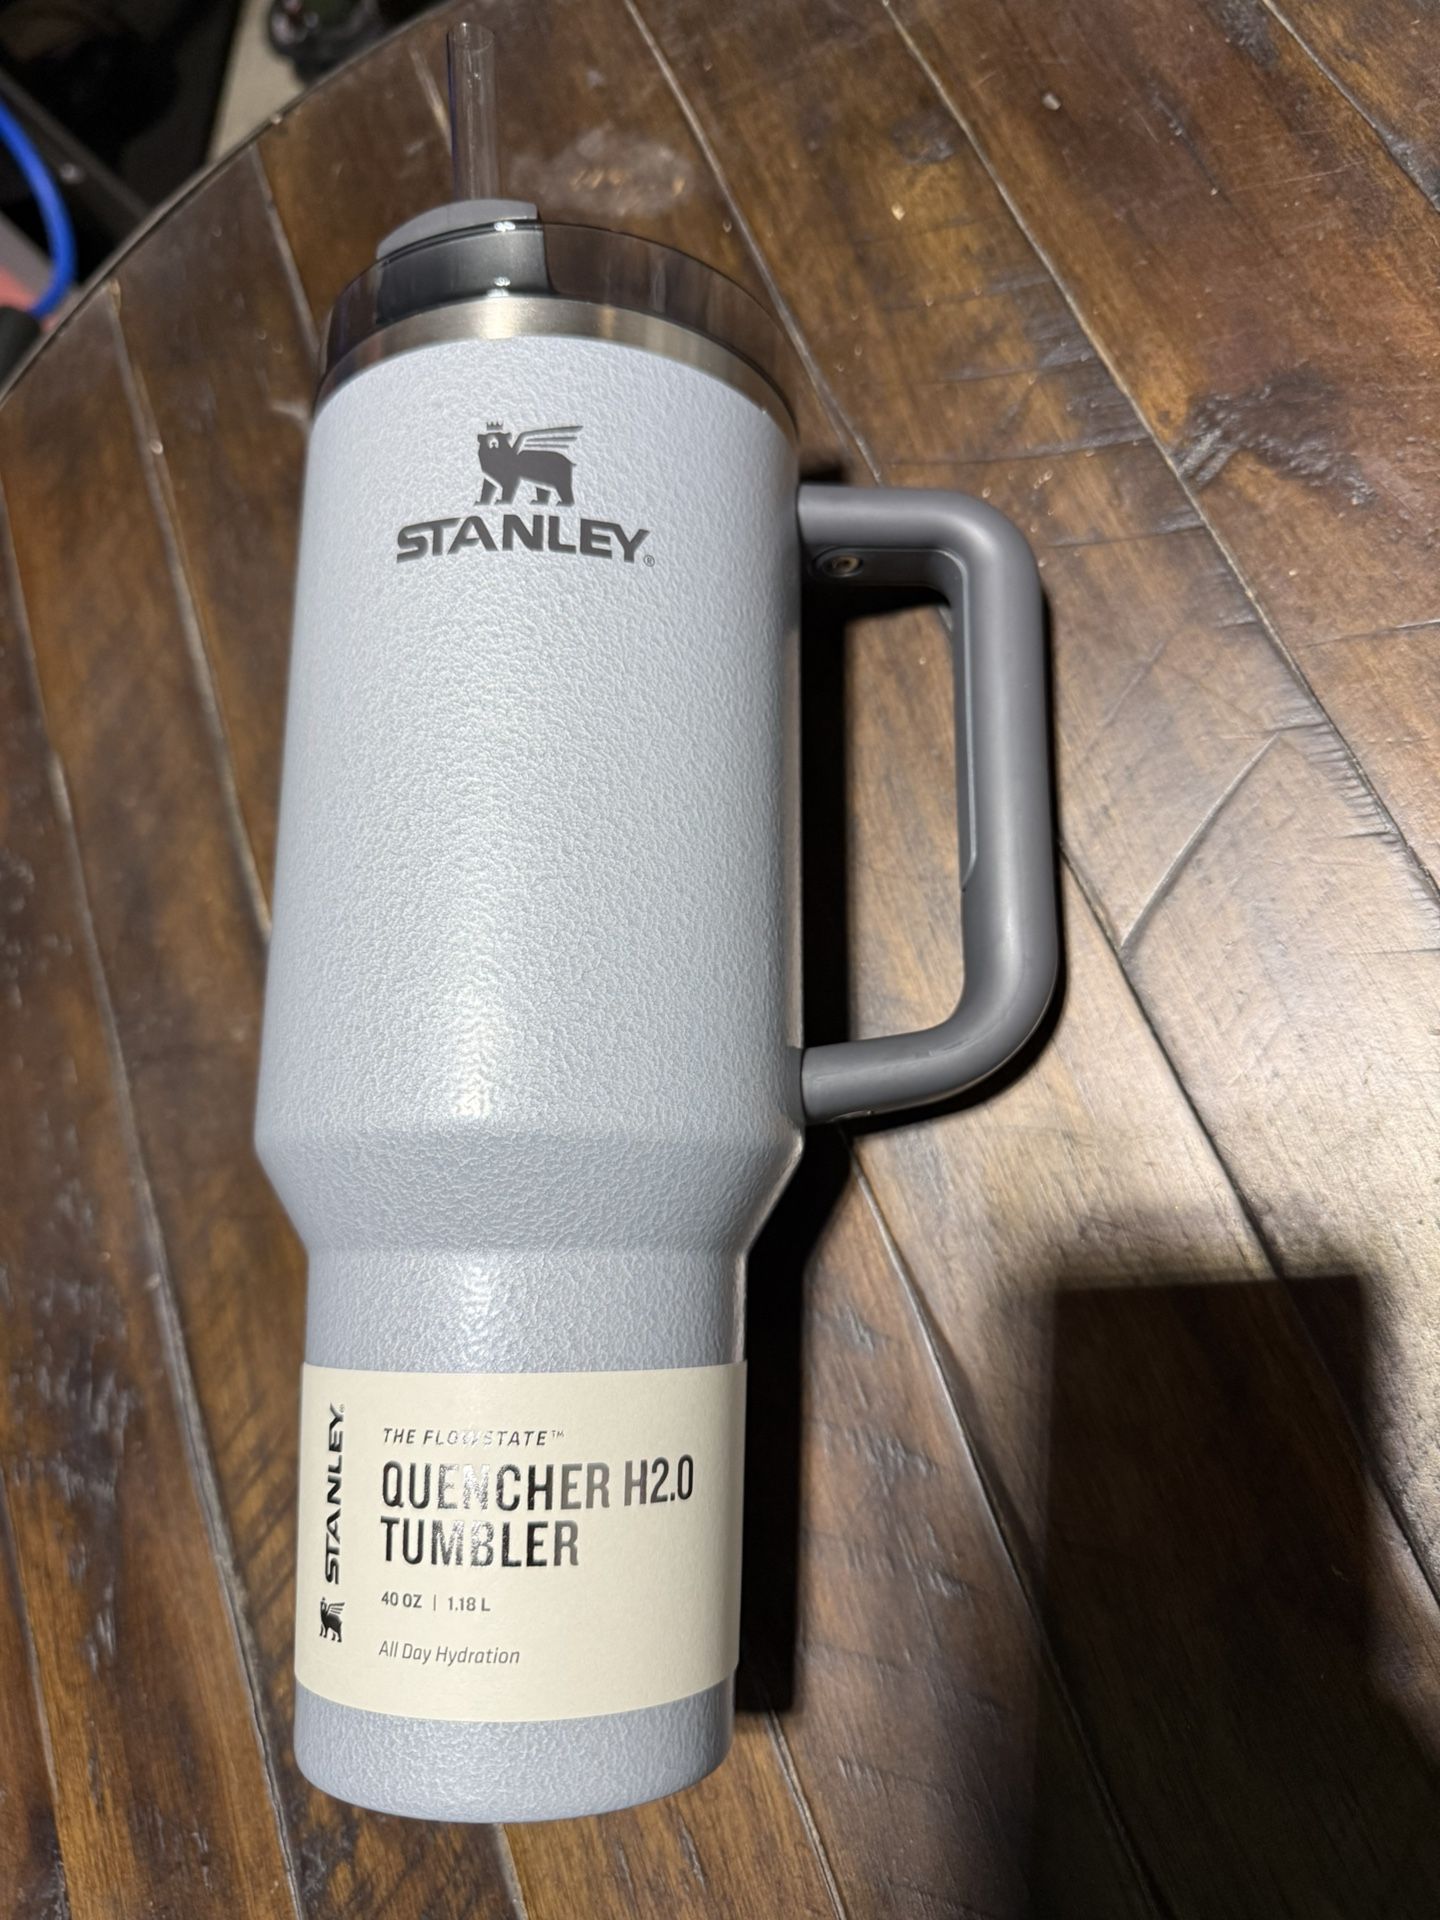 STANLEY®
STANLEY®
THE FLOWSTATE™
QUENCHER H2.0
TUMBLER
40 OZ | 1.18 L
All Day Hydration